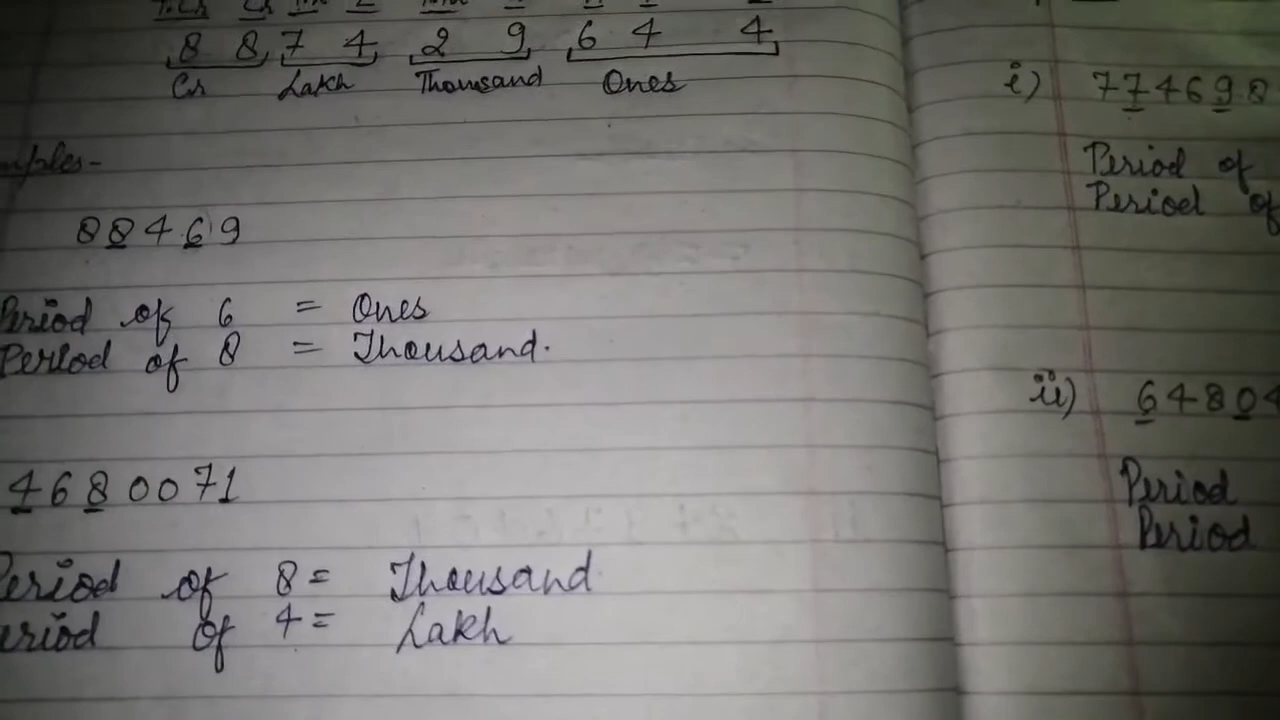 8 8 7 4 2 9 6 4 4
Cr Lakh Thousand Ones
88469
Period of 6 = Ones
Period of 8 = Thousand.
4680071
Period of 8 = Thousand
Period of 4 = Lakh
i) 774698
Period of
Period of
ii) 64804
Period
Period